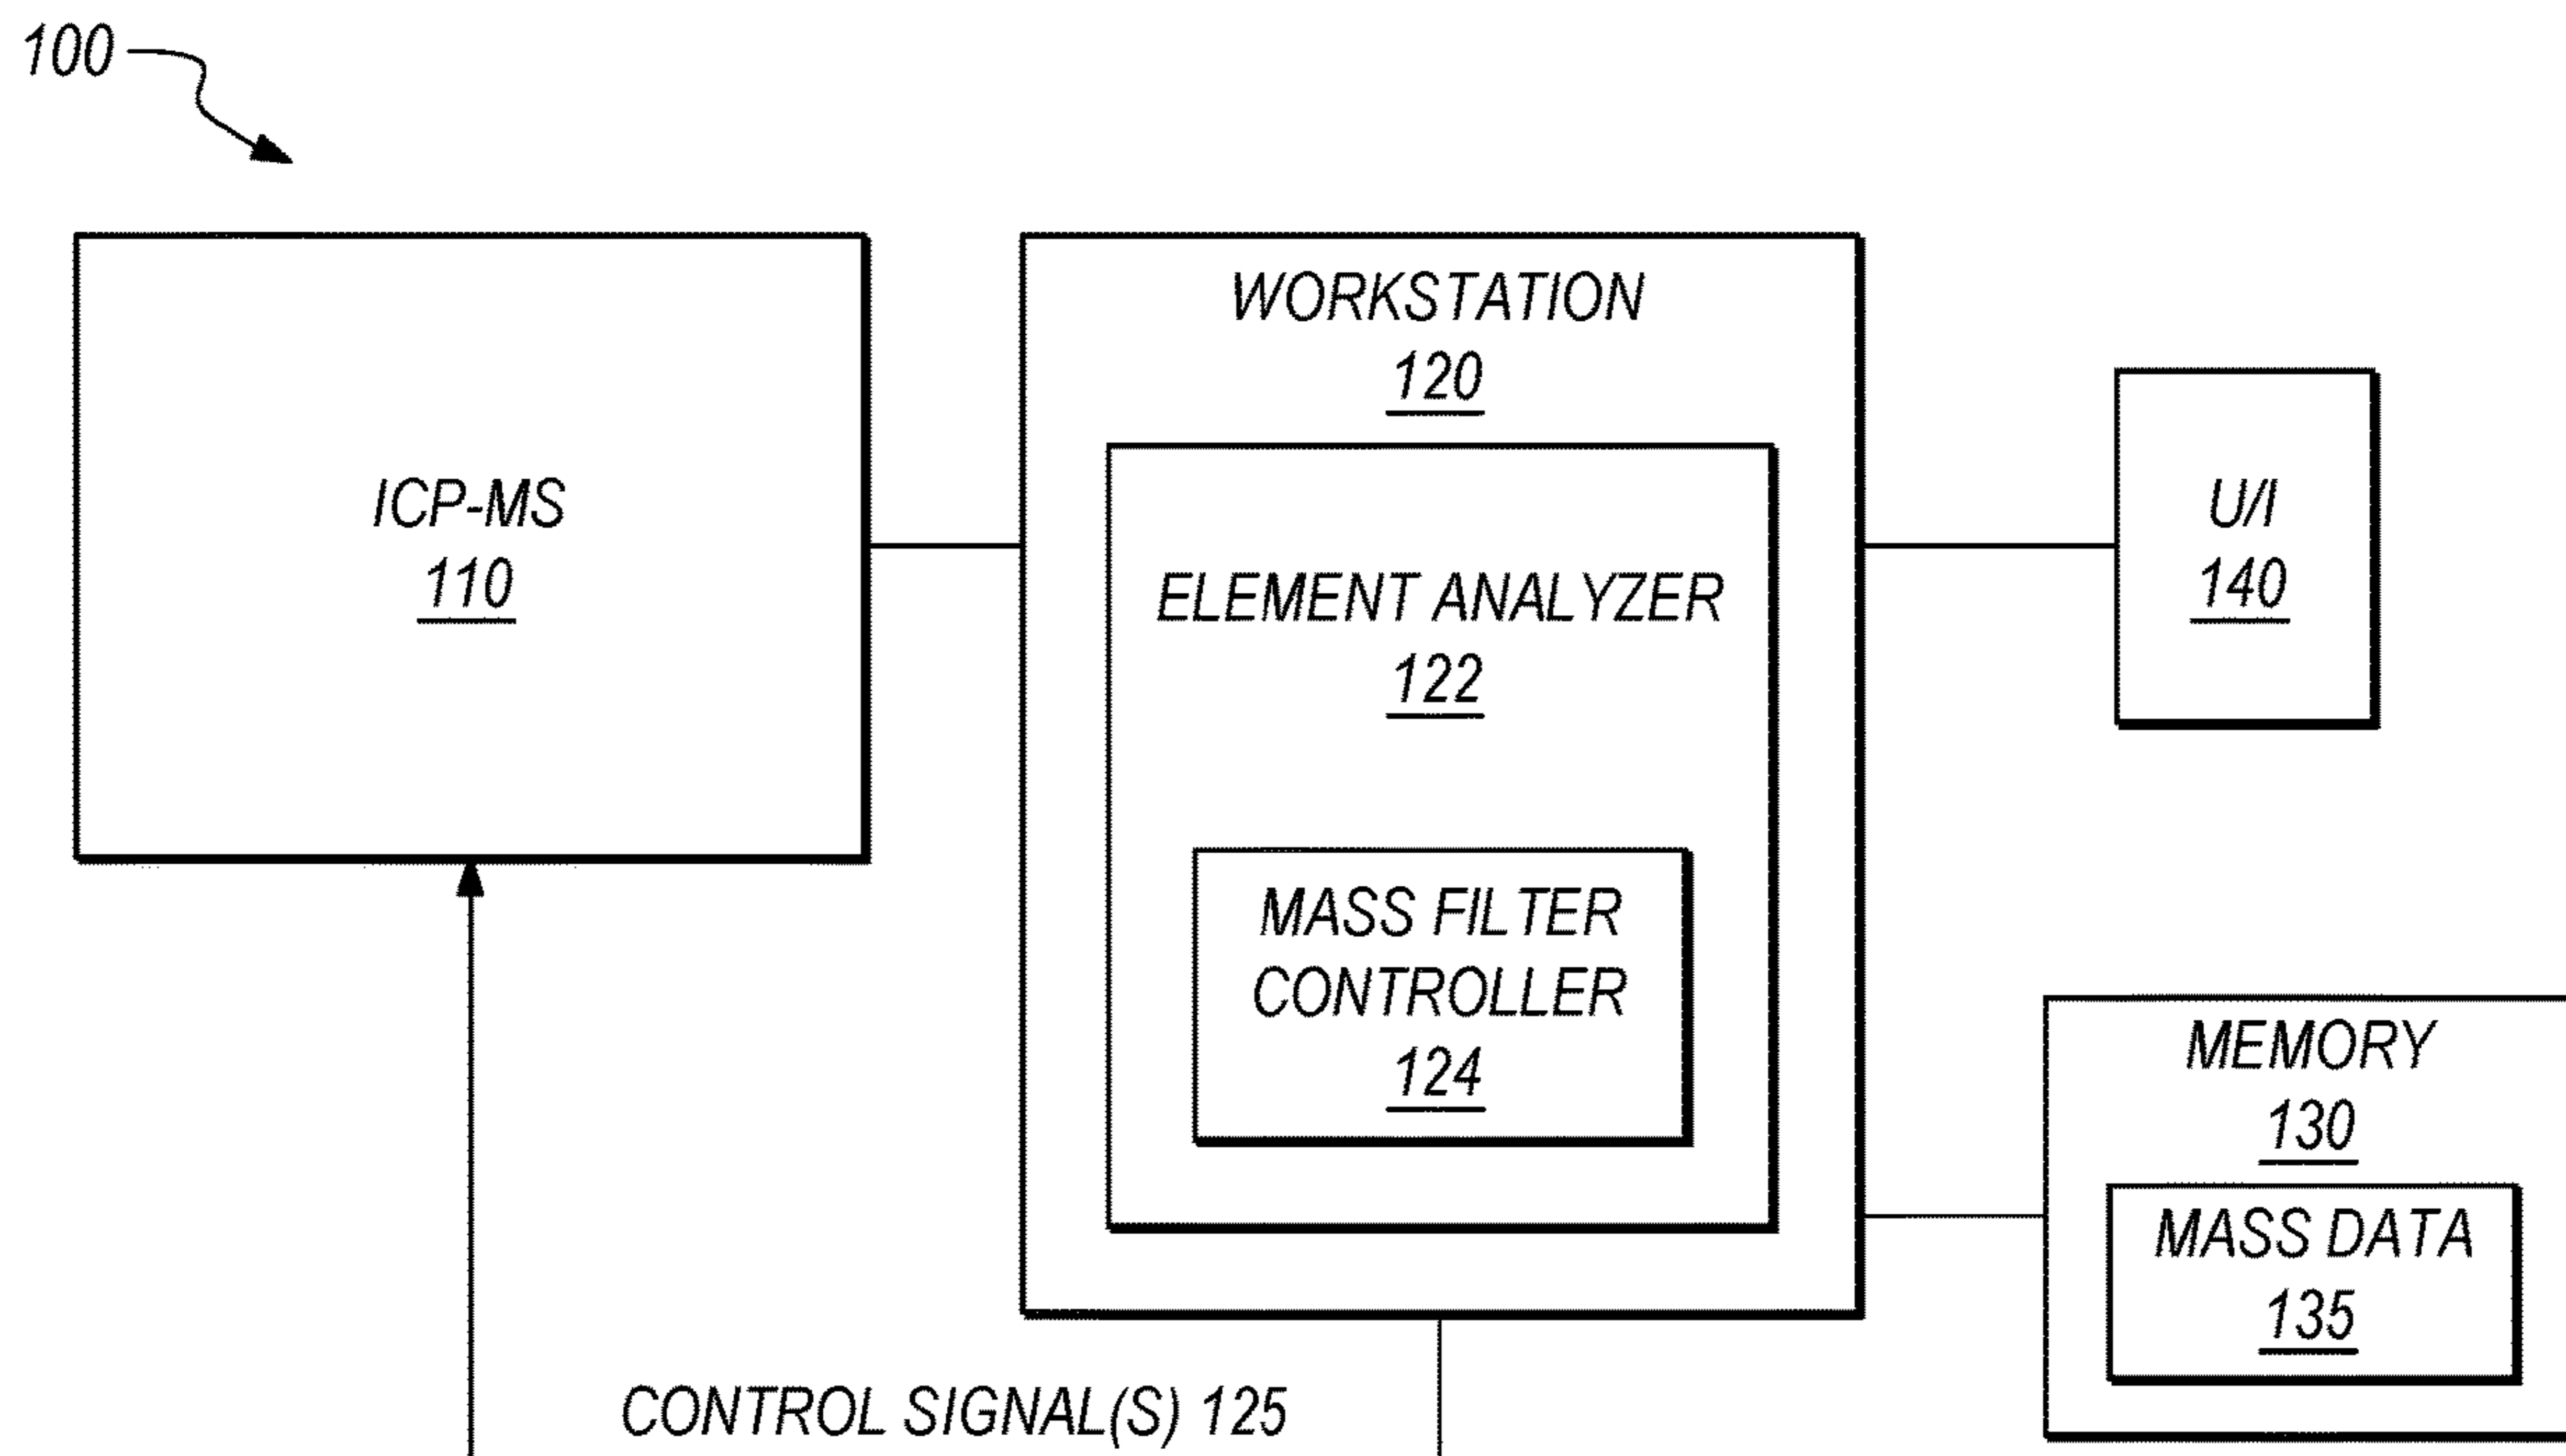 100
ICP-MS
110
WORKSTATION
120
ELEMENT ANALYZER
122
MASS FILTER
CONTROLLER
124
U/I
140
MEMORY
130
MASS DATA
135
CONTROL SIGNAL(S) 125